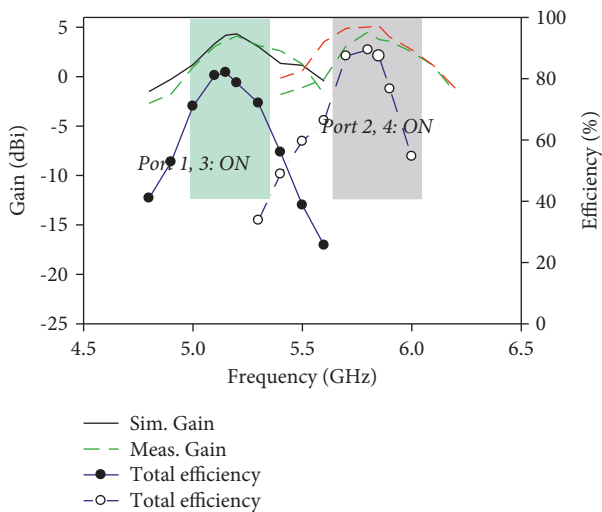 5
0
-5
-10
-15
-20
-25
Gain (dBi)
100
80
60
40
20
0
Efficiency (%)
Port 1, 3: ON
Port 2, 4: ON
4.5 5.0 5.5 6.0 6.5
Frequency (GHz)
Sim. Gain
Meas. Gain
Total efficiency
Total efficiency